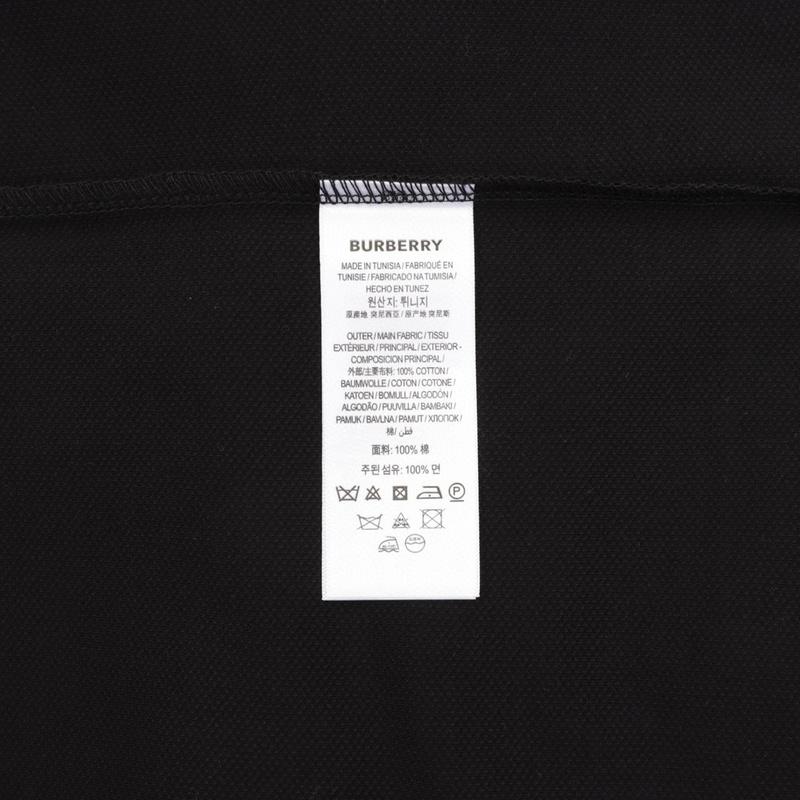 BURBERRY
MADE IN TUNISIA / FABRIQUÉ EN
TUNISIE / FABRICADO NA TUMISIA /
HECHO EN TUNEZ
원산지: 튀니지
原產地 突尼西亞 / 原产地 突尼斯
OUTER / MAIN FABRIC / TISSU
EXTÉRIEUR / PRINCIPAL / EXTERIOR -
COMPOSICION PRINCIPAL /
外部/主要布料: 100% COTTON /
BAUMWOLLE / COTON / COTONE /
KATOEN / BOMULL / ALGODÓN /
ALGODÃO / PUUVILLA / BAMBAKI /
PAMUK / BAVLNA / PAMUT / ХЛОПОК /
棉/ قطن
面料: 100% 棉
주된 섬유: 100% 면
P